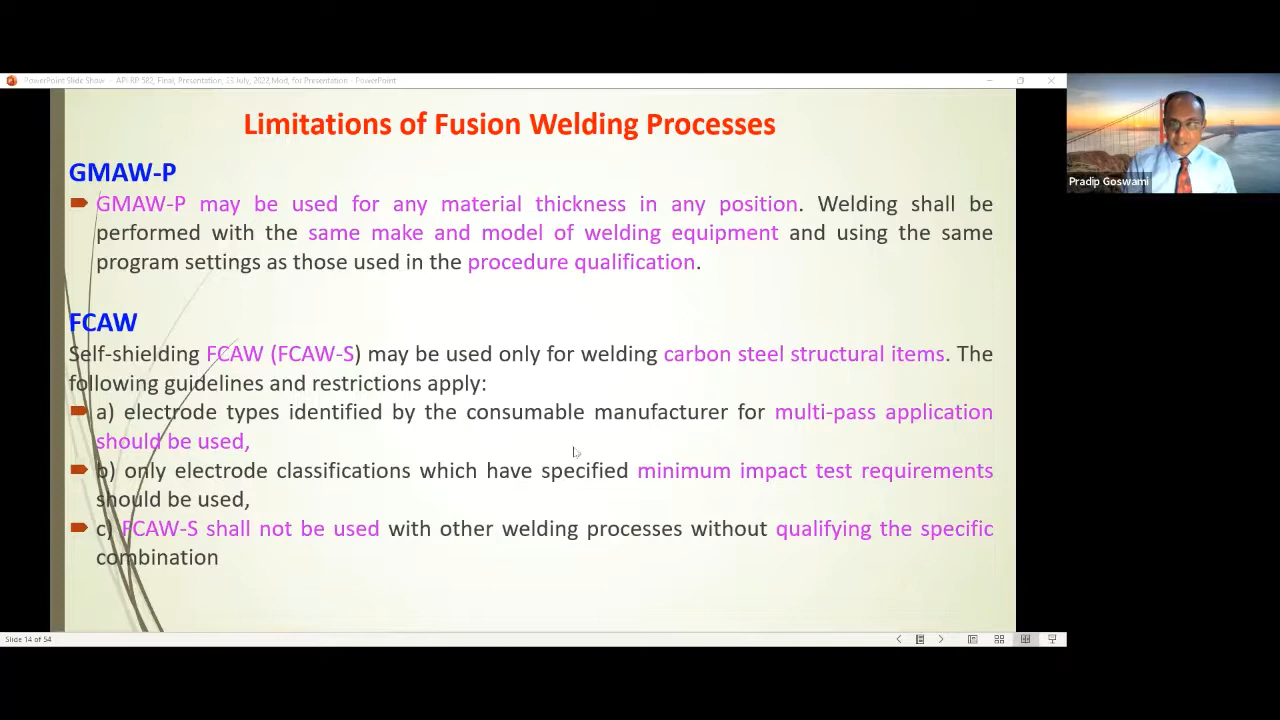 PowerPoint Slide Show - API RP 582, Final, Presentation, 23 July, 2022,Mod, for Presentation - PowerPoint
Limitations of Fusion Welding Processes
GMAW-P
GMAW-P may be used for any material thickness in any position. Welding shall be
performed with the same make and model of welding equipment and using the same
program settings as those used in the procedure qualification.
FCAW
Self-shielding FCAW (FCAW-S) may be used only for welding carbon steel structural items. The
following guidelines and restrictions apply:
a) electrode types identified by the consumable manufacturer for multi-pass application
should be used,
b) only electrode classifications which have specified minimum impact test requirements
should be used,
c) FCAW-S shall not be used with other welding processes without qualifying the specific
combination
Slide 14 of 54
Pradip Goswami